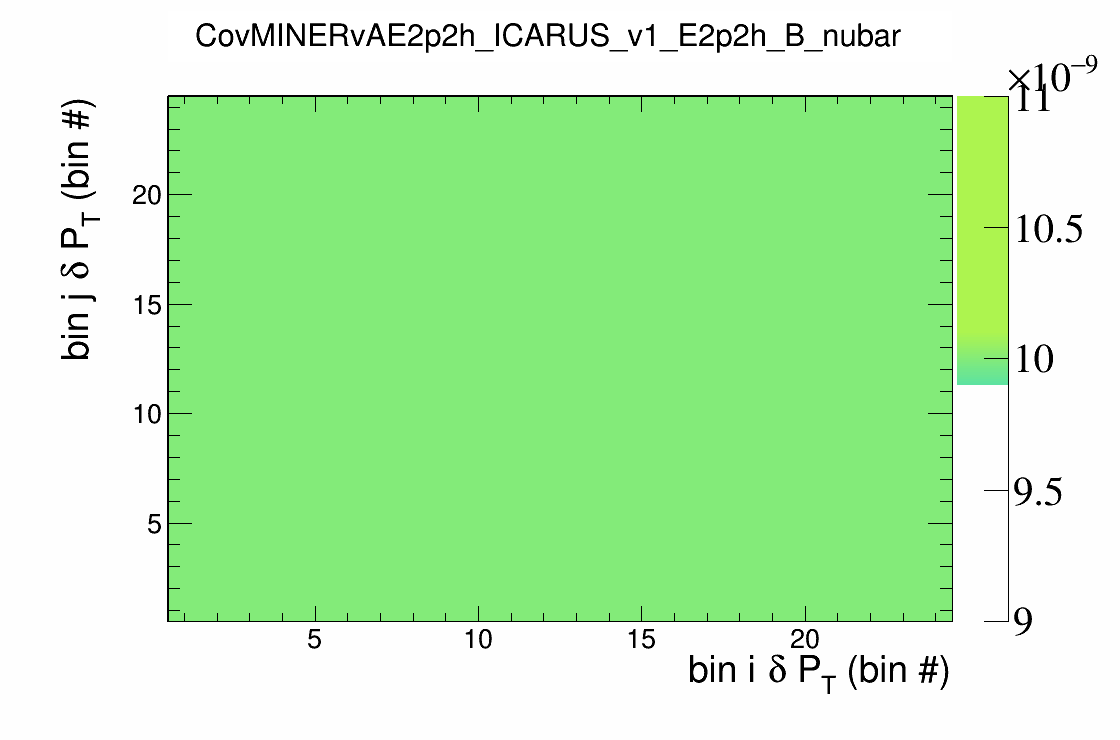 CovMINERvAE2p2h_ICARUS_v1_E2p2h_B_nubar
×10⁻⁹
11
10.5
10
9.5
9
bin j δ P_T (bin #)
20
15
10
5
5 10 15 20
bin i δ P_T (bin #)